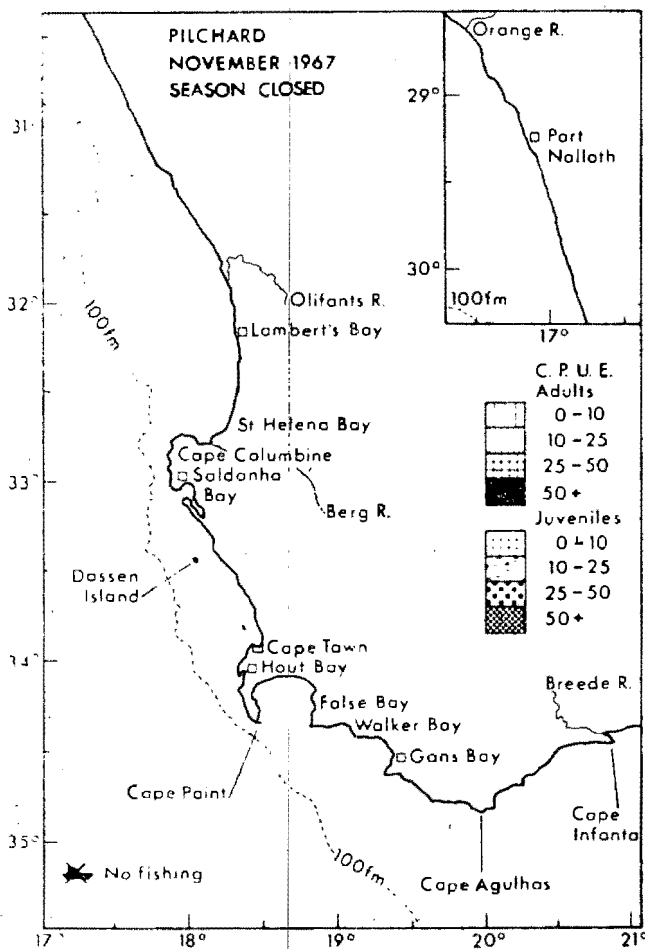 PILCHARD
NOVEMBER 1967
SEASON CLOSED
Orange R.
29°
Port
Nolloth
30°
100fm
17°
31°
32°
100fm
Olifants R.
Lambert's Bay
St Helena Bay
Cape Columbine
Saldanha
Bay
33°
Berg R.
Dassen
Island
C. P. U. E.
Adults
0-10
10-25
25-50
50+
Juveniles
0-10
10-25
25-50
50+
34°
Cape Town
Hout Bay
False Bay
Walker Bay
Gans Bay
Breede R.
Cape Point
Cape
Infanta
35°
No fishing
100fm
Cape Agulhas
17°
18°
19°
20°
21°